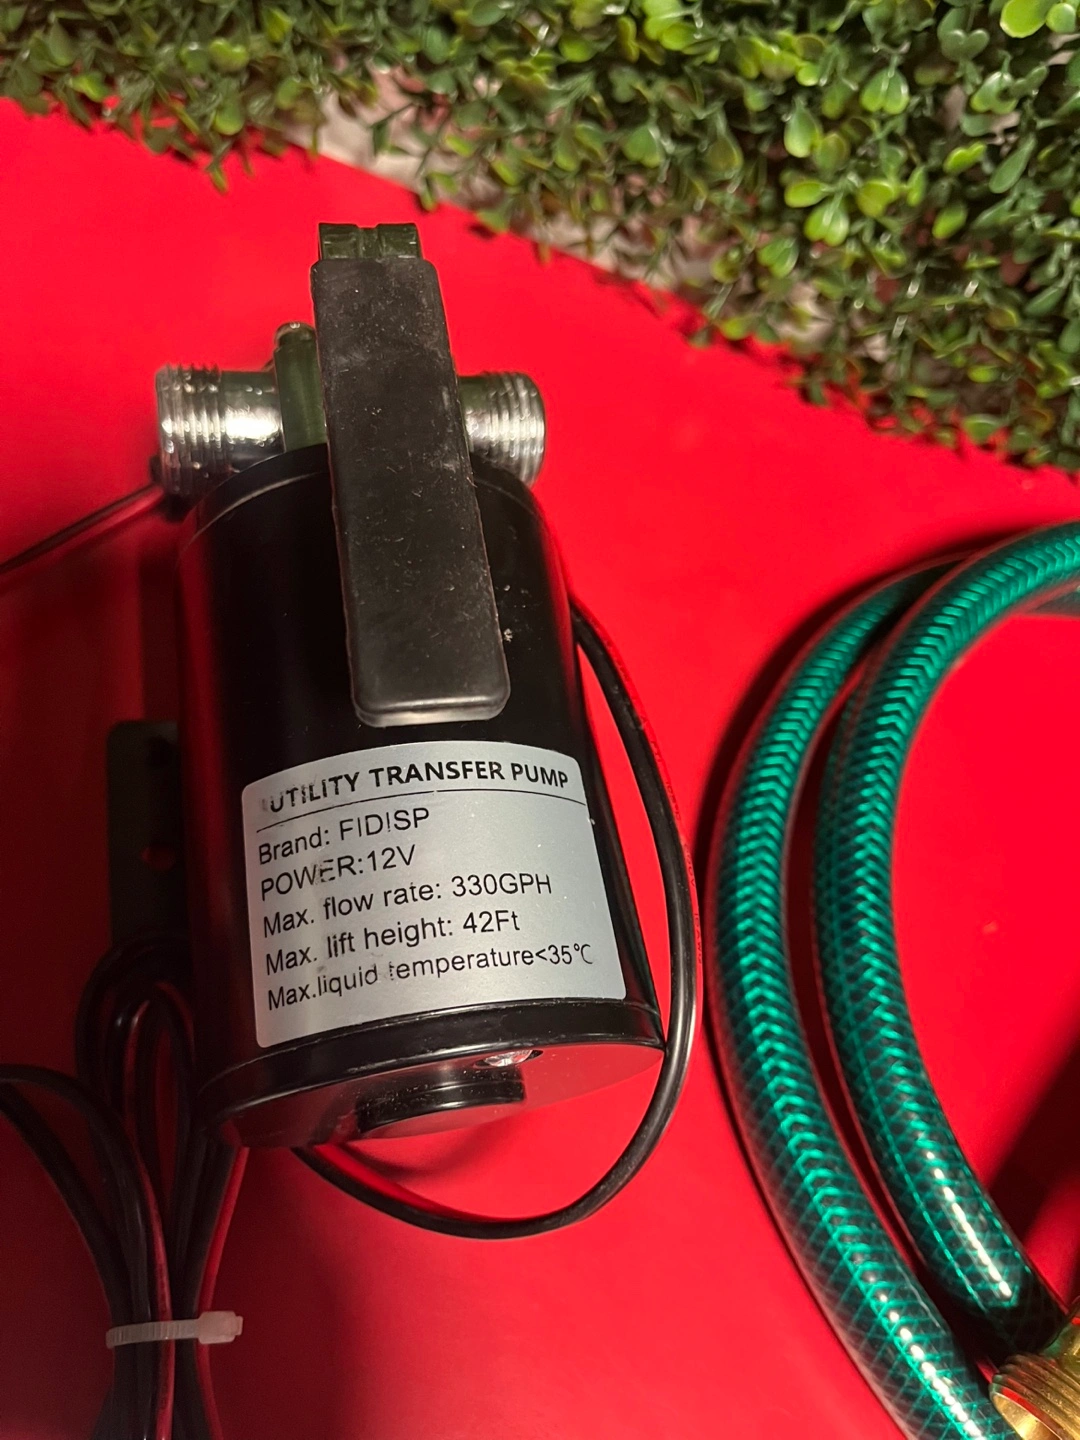 UTILITY TRANSFER PUMP
Brand: FIDISP
POWER:12V
Max. flow rate: 330GPH
Max. lift height: 42Ft
Max.liquid temperature<35℃